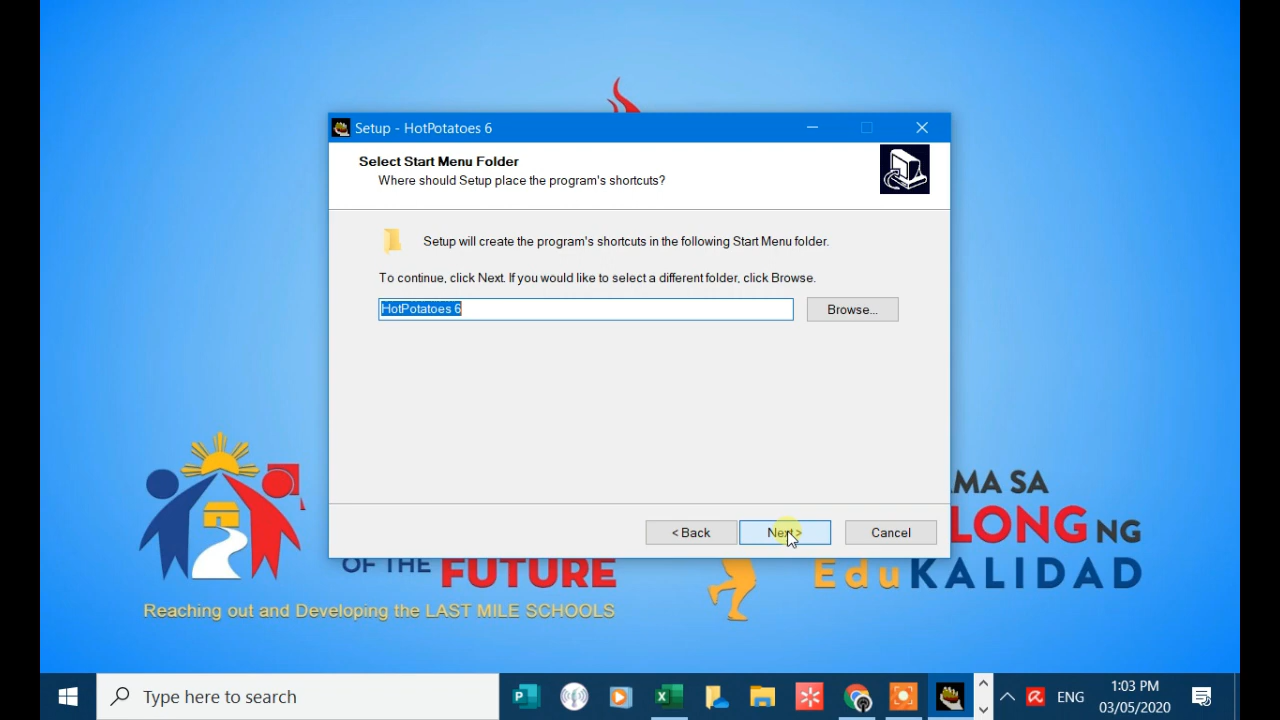 Setup - HotPotatoes 6
Select Start Menu Folder
Where should Setup place the program's shortcuts?
Setup will create the program's shortcuts in the following Start Menu folder.
To continue, click Next. If you would like to select a different folder, click Browse.
HotPotatoes 6
Browse...
< Back
Next >
Cancel
OF THE FUTURE
Reaching out and Developing the LAST MILE SCHOOLS
AMA SA
LONG NG
EduKALIDAD
Type here to search
ENG
1:03 PM
03/05/2020